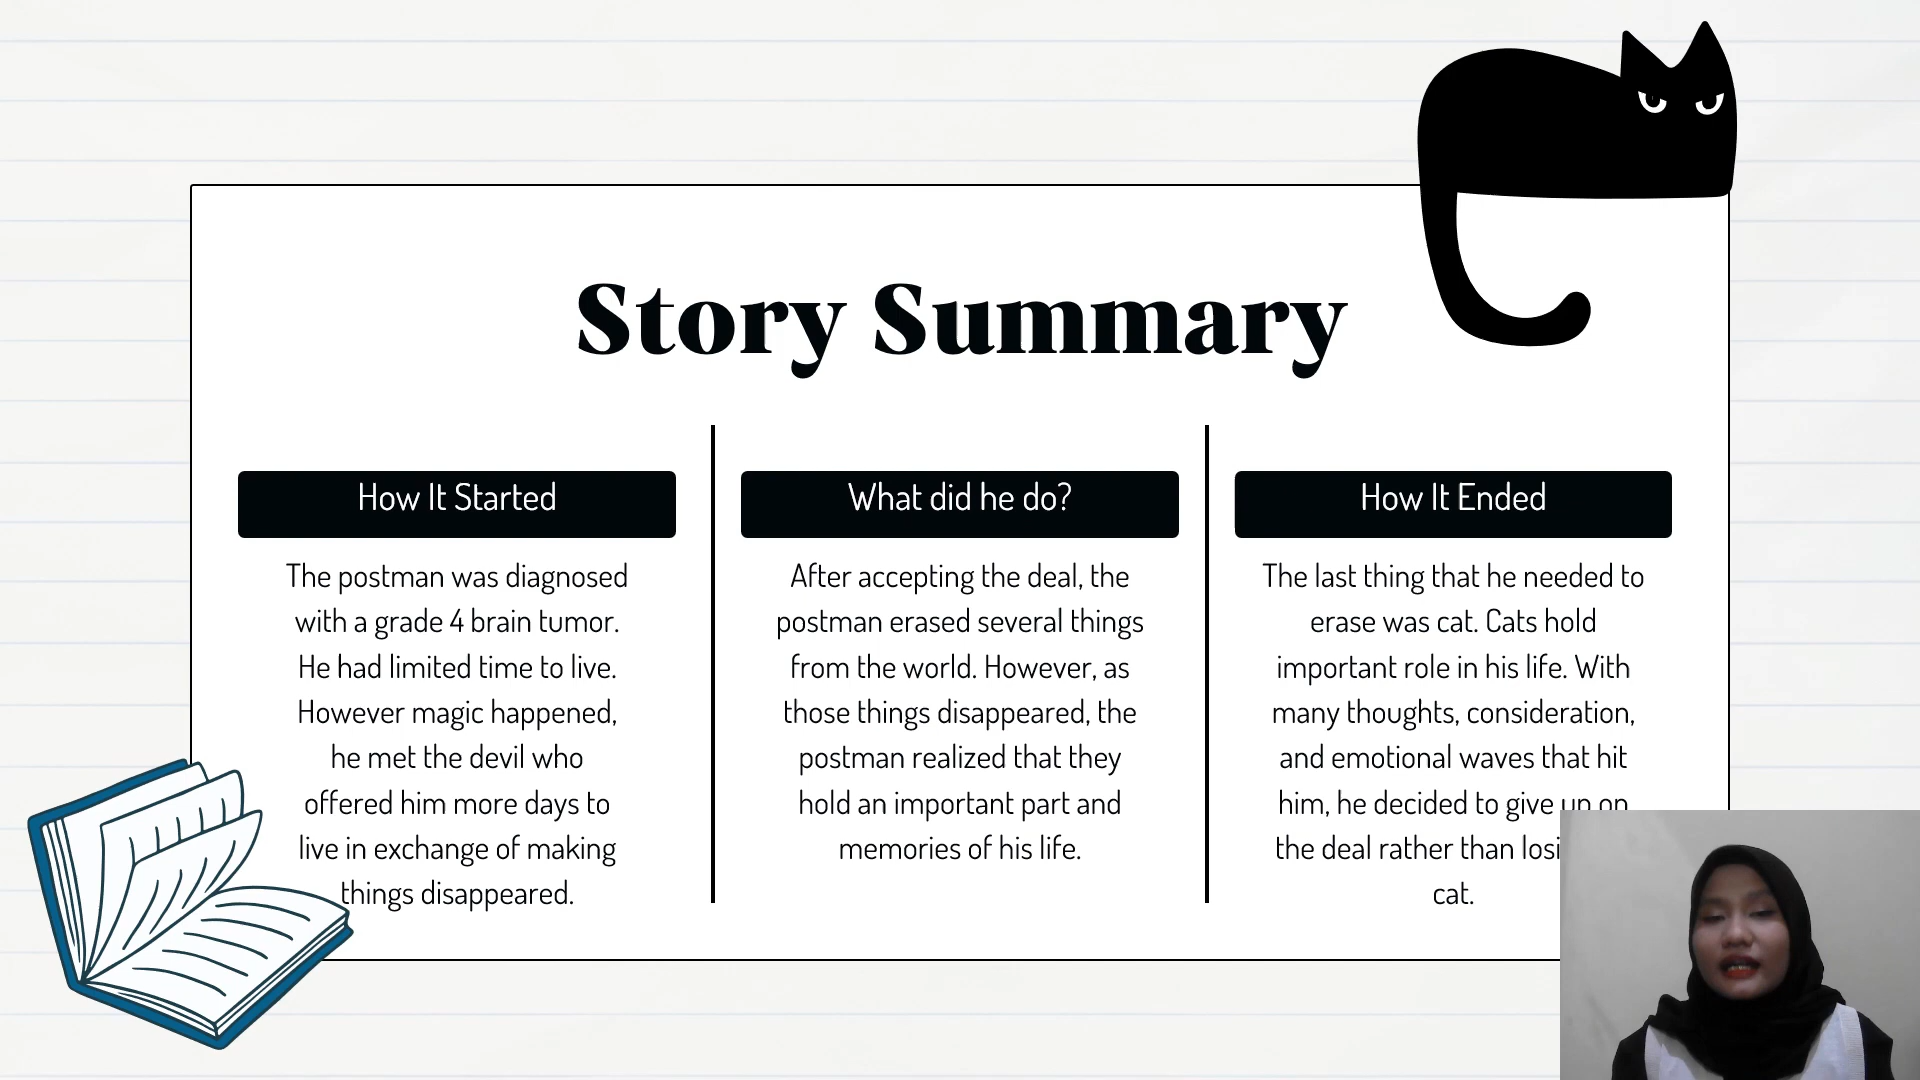 Story Summary
How It Started
The postman was diagnosed
with a grade 4 brain tumor.
He had limited time to live.
However magic happened,
he met the devil who
offered him more days to
live in exchange of making
things disappeared.
What did he do?
After accepting the deal, the
postman erased several things
from the world. However, as
those things disappeared, the
postman realized that they
hold an important part and
memories of his life.
How It Ended
The last thing that he needed to
erase was cat. Cats hold
important role in his life. With
many thoughts, consideration,
and emotional waves that hit
him, he decided to give up on
the deal rather than
cat.